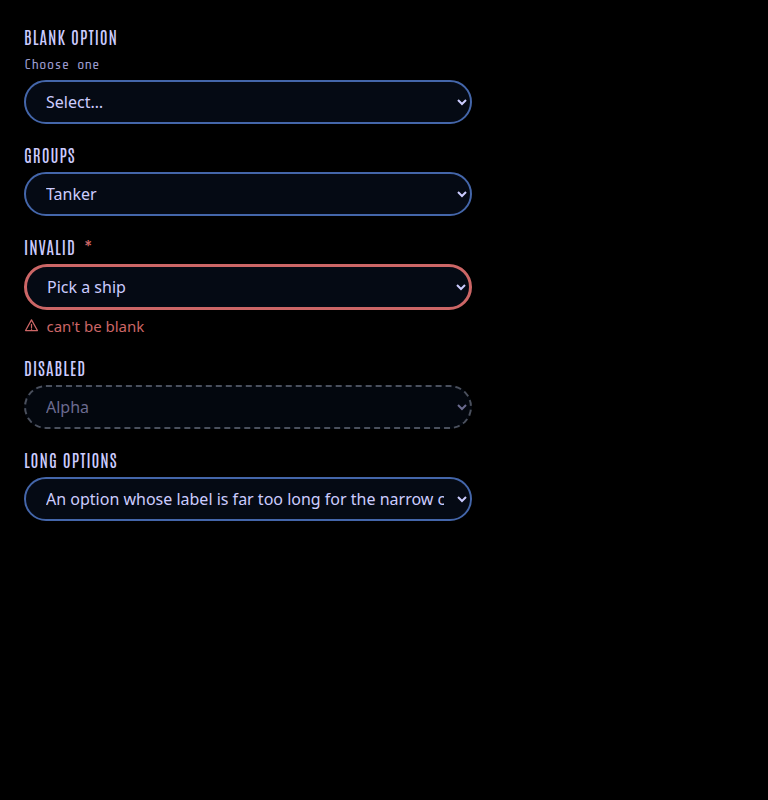 BLANK OPTION
Choose one
Select...
GROUPS
Tanker
INVALID *
Pick a ship
can't be blank
DISABLED
Alpha
LONG OPTIONS
An option whose label is far too long for the narrow c